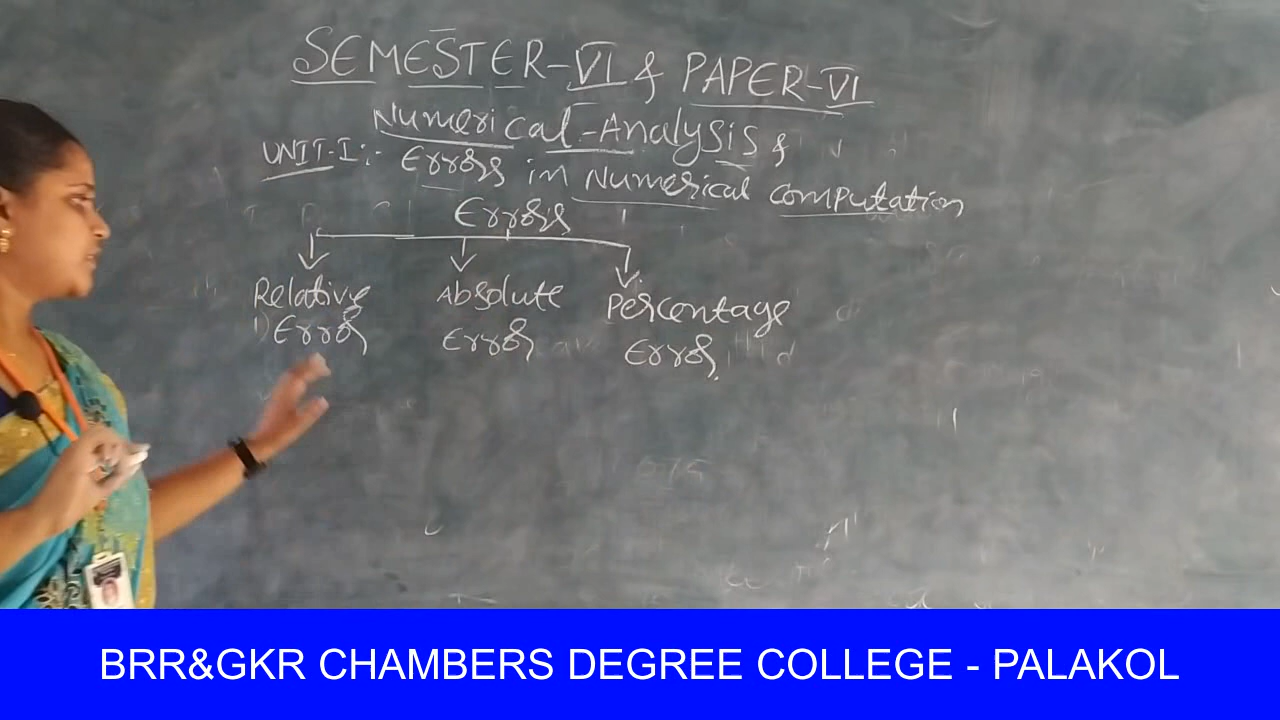 SEMESTER-VI & PAPER-VI
Numerical-Analysis &
UNIT-I:- Errors in Numerical computation
Errors
Relative Absolute Percentage
1) Error Error Error
BRR&GKR CHAMBERS DEGREE COLLEGE - PALAKOL